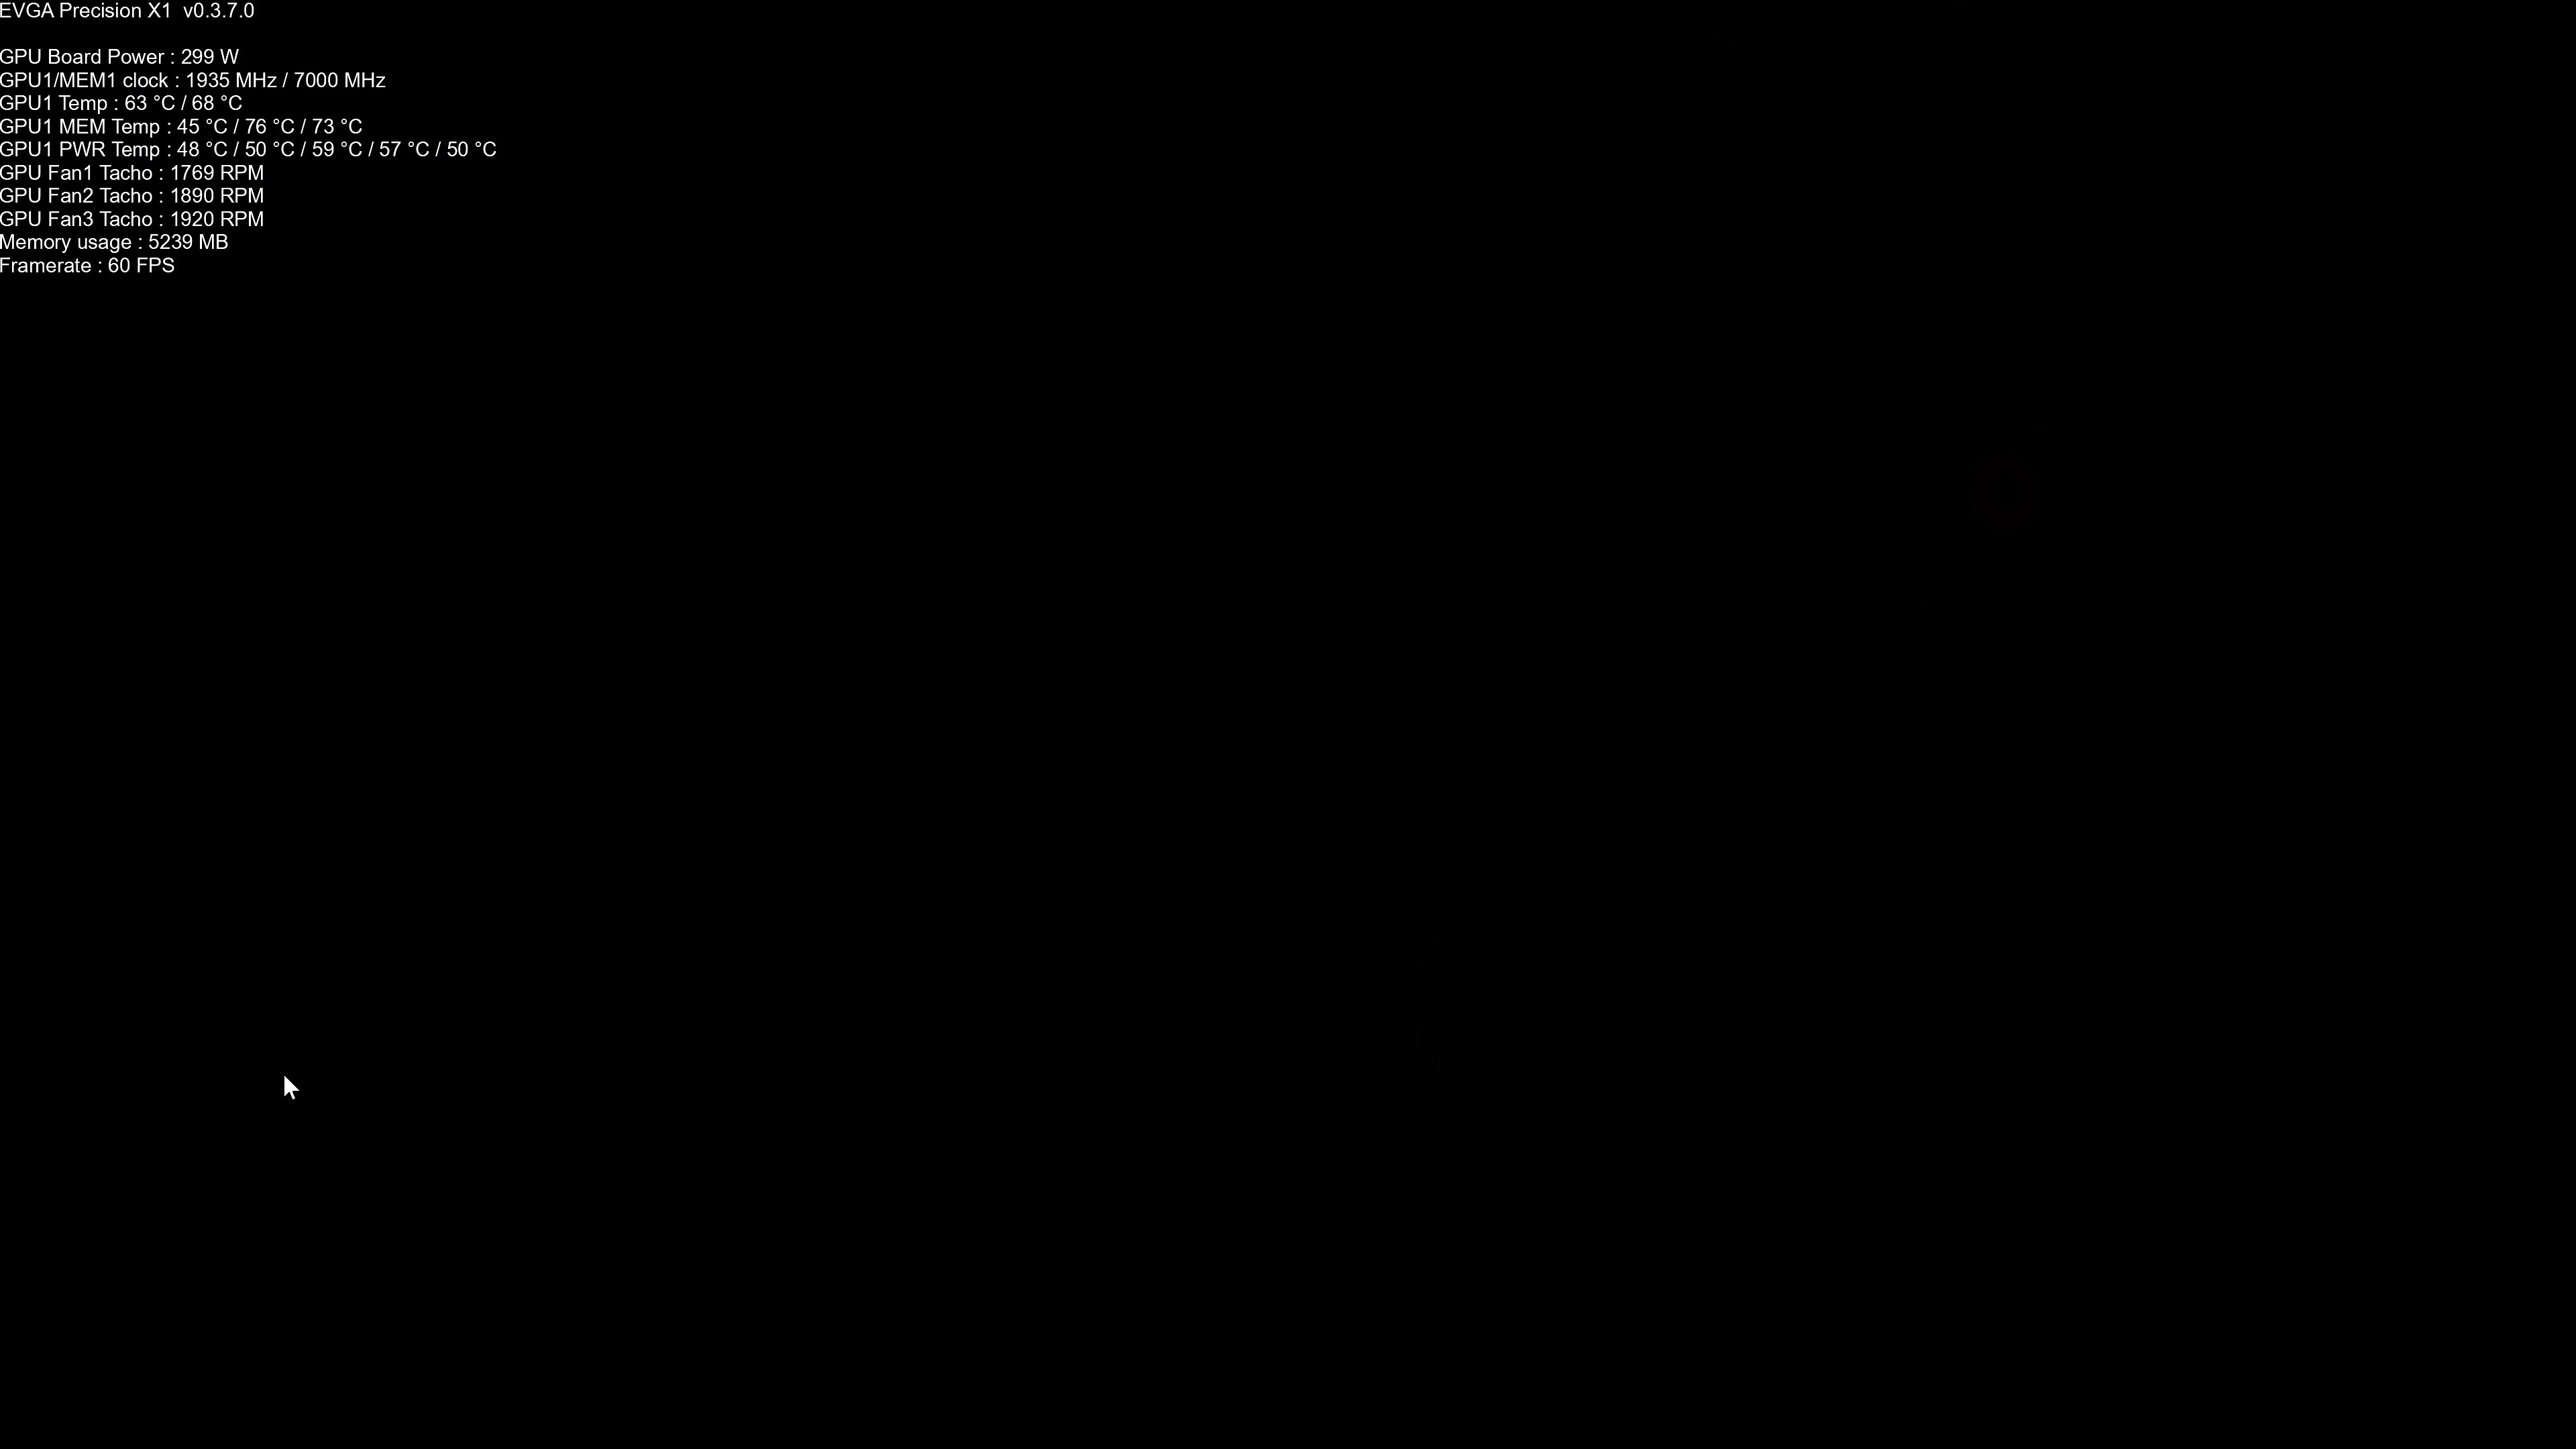 EVGA Precision X1  v0.3.7.0
GPU Board Power : 299 W
GPU1/MEM1 clock : 1935 MHz / 7000 MHz
GPU1 Temp : 63 °C / 68 °C
GPU1 MEM Temp : 45 °C / 76 °C / 73 °C
GPU1 PWR Temp : 48 °C / 50 °C / 59 °C / 57 °C / 50 °C
GPU Fan1 Tacho : 1769 RPM
GPU Fan2 Tacho : 1890 RPM
GPU Fan3 Tacho : 1920 RPM
Memory usage : 5239 MB
Framerate : 60 FPS